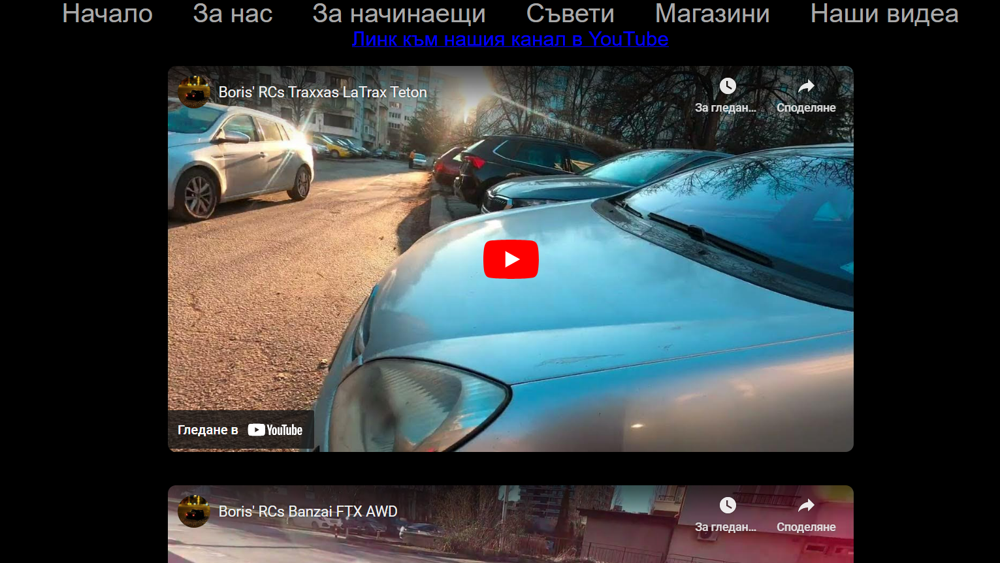 Начало За нас За начинаещи Съвети Магазини Наши видеа
Линк към нашия канал в YouTube
Boris' RCs Traxxas LaTrax Teton
За гледан... Споделяне
Гледане в YouTube
Boris' RCs Banzai FTX AWD
За гледан... Споделяне